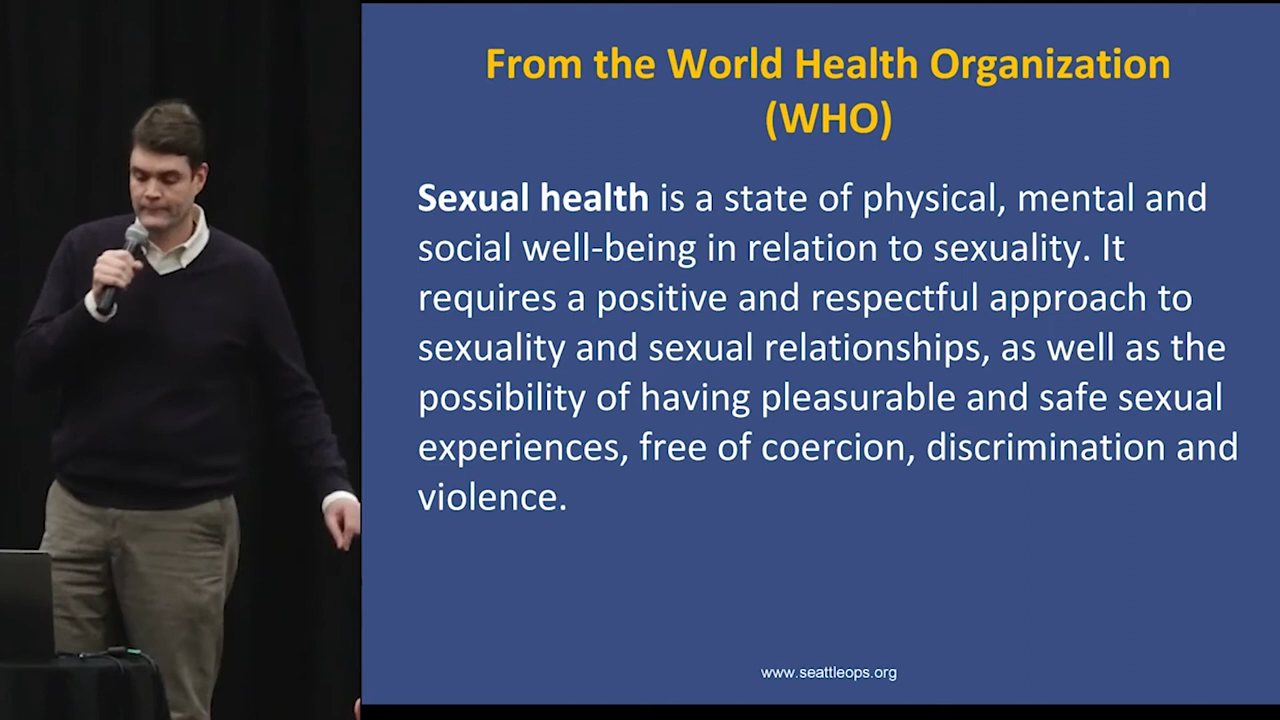 From the World Health Organization
(WHO)
Sexual health is a state of physical, mental and
social well-being in relation to sexuality. It
requires a positive and respectful approach to
sexuality and sexual relationships, as well as the
possibility of having pleasurable and safe sexual
experiences, free of coercion, discrimination and
violence.
www.seattleops.org